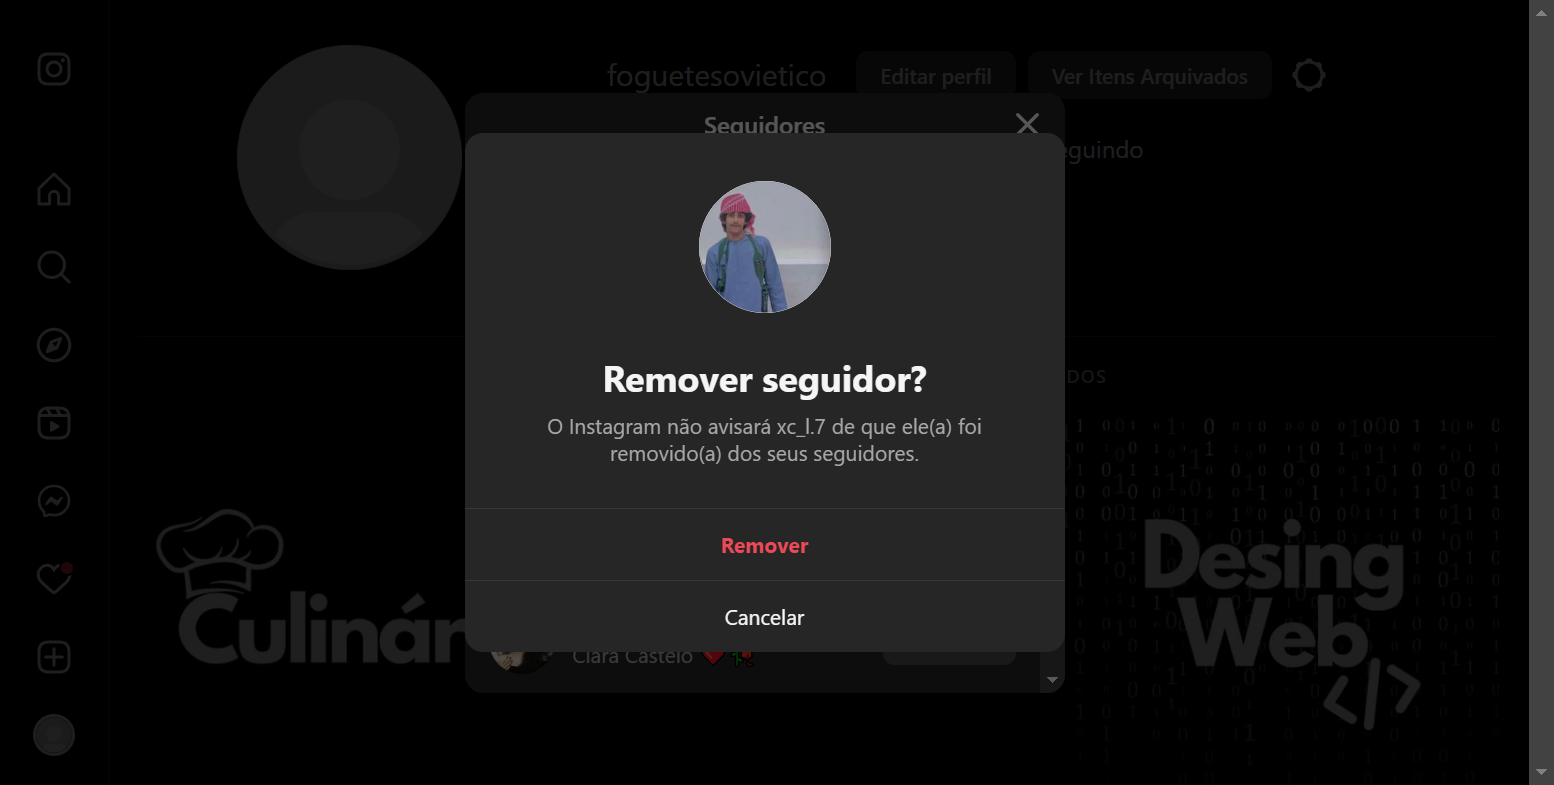 foguetesovietico
Editar perfil
Ver Itens Arquivados
Seguidores
eguindo
Remover seguidor?
O Instagram não avisará xc_l.7 de que ele(a) foi
removido(a) dos seus seguidores.
Remover
Cancelar
DOS
Culinár
Desing
Web
</>
Clara Castelo ❤️🌹